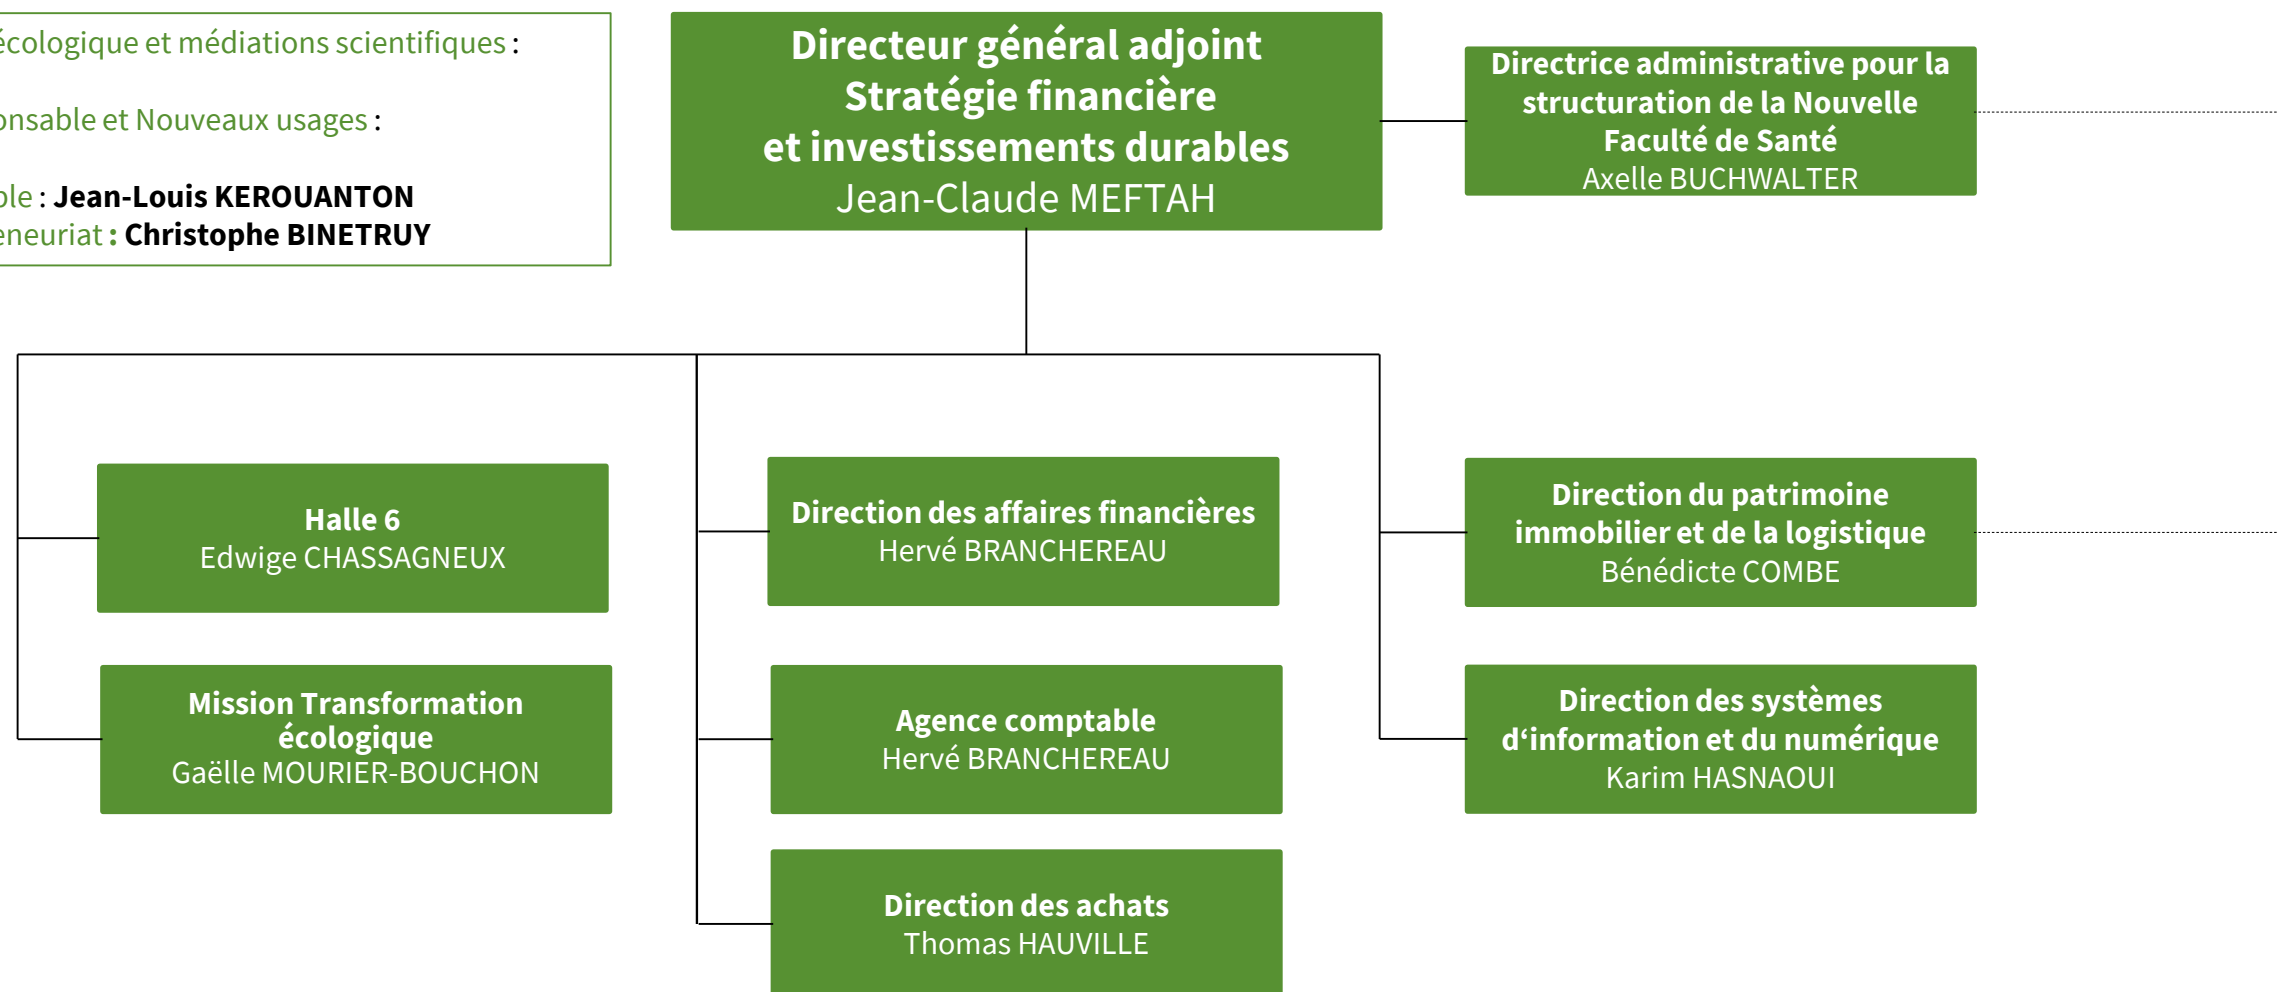 écologique et médiations scientifiques :
et Nouveaux usages :
: Jean-Louis KEROUANTON
: Christophe BINETRUY
Directeur général adjoint
Stratégie financière
et investissements durables
Jean-Claude MEFTAH
Directrice administrative pour la
structuration de la Nouvelle
Faculté de Santé
Axelle BUCHWALTER
Halle 6
Edwige CHASSAGNEUX
Mission Transformation
écologique
Gaëlle MOURIER-BOUCHON
Direction des affaires financières
Hervé BRANCHEREAU
Agence comptable
Hervé BRANCHEREAU
Direction des achats
Thomas HAUVILLE
Direction du patrimoine
immobilier et de la logistique
Bénédicte COMBE
Direction des systèmes
d‘information et du numérique
Karim HASNAOUI